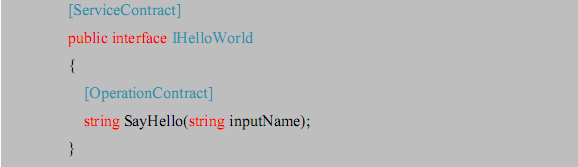 [ServiceContract]
public interface IHelloWorld
{
[OperationContract]
string SayHello(string inputName);
}